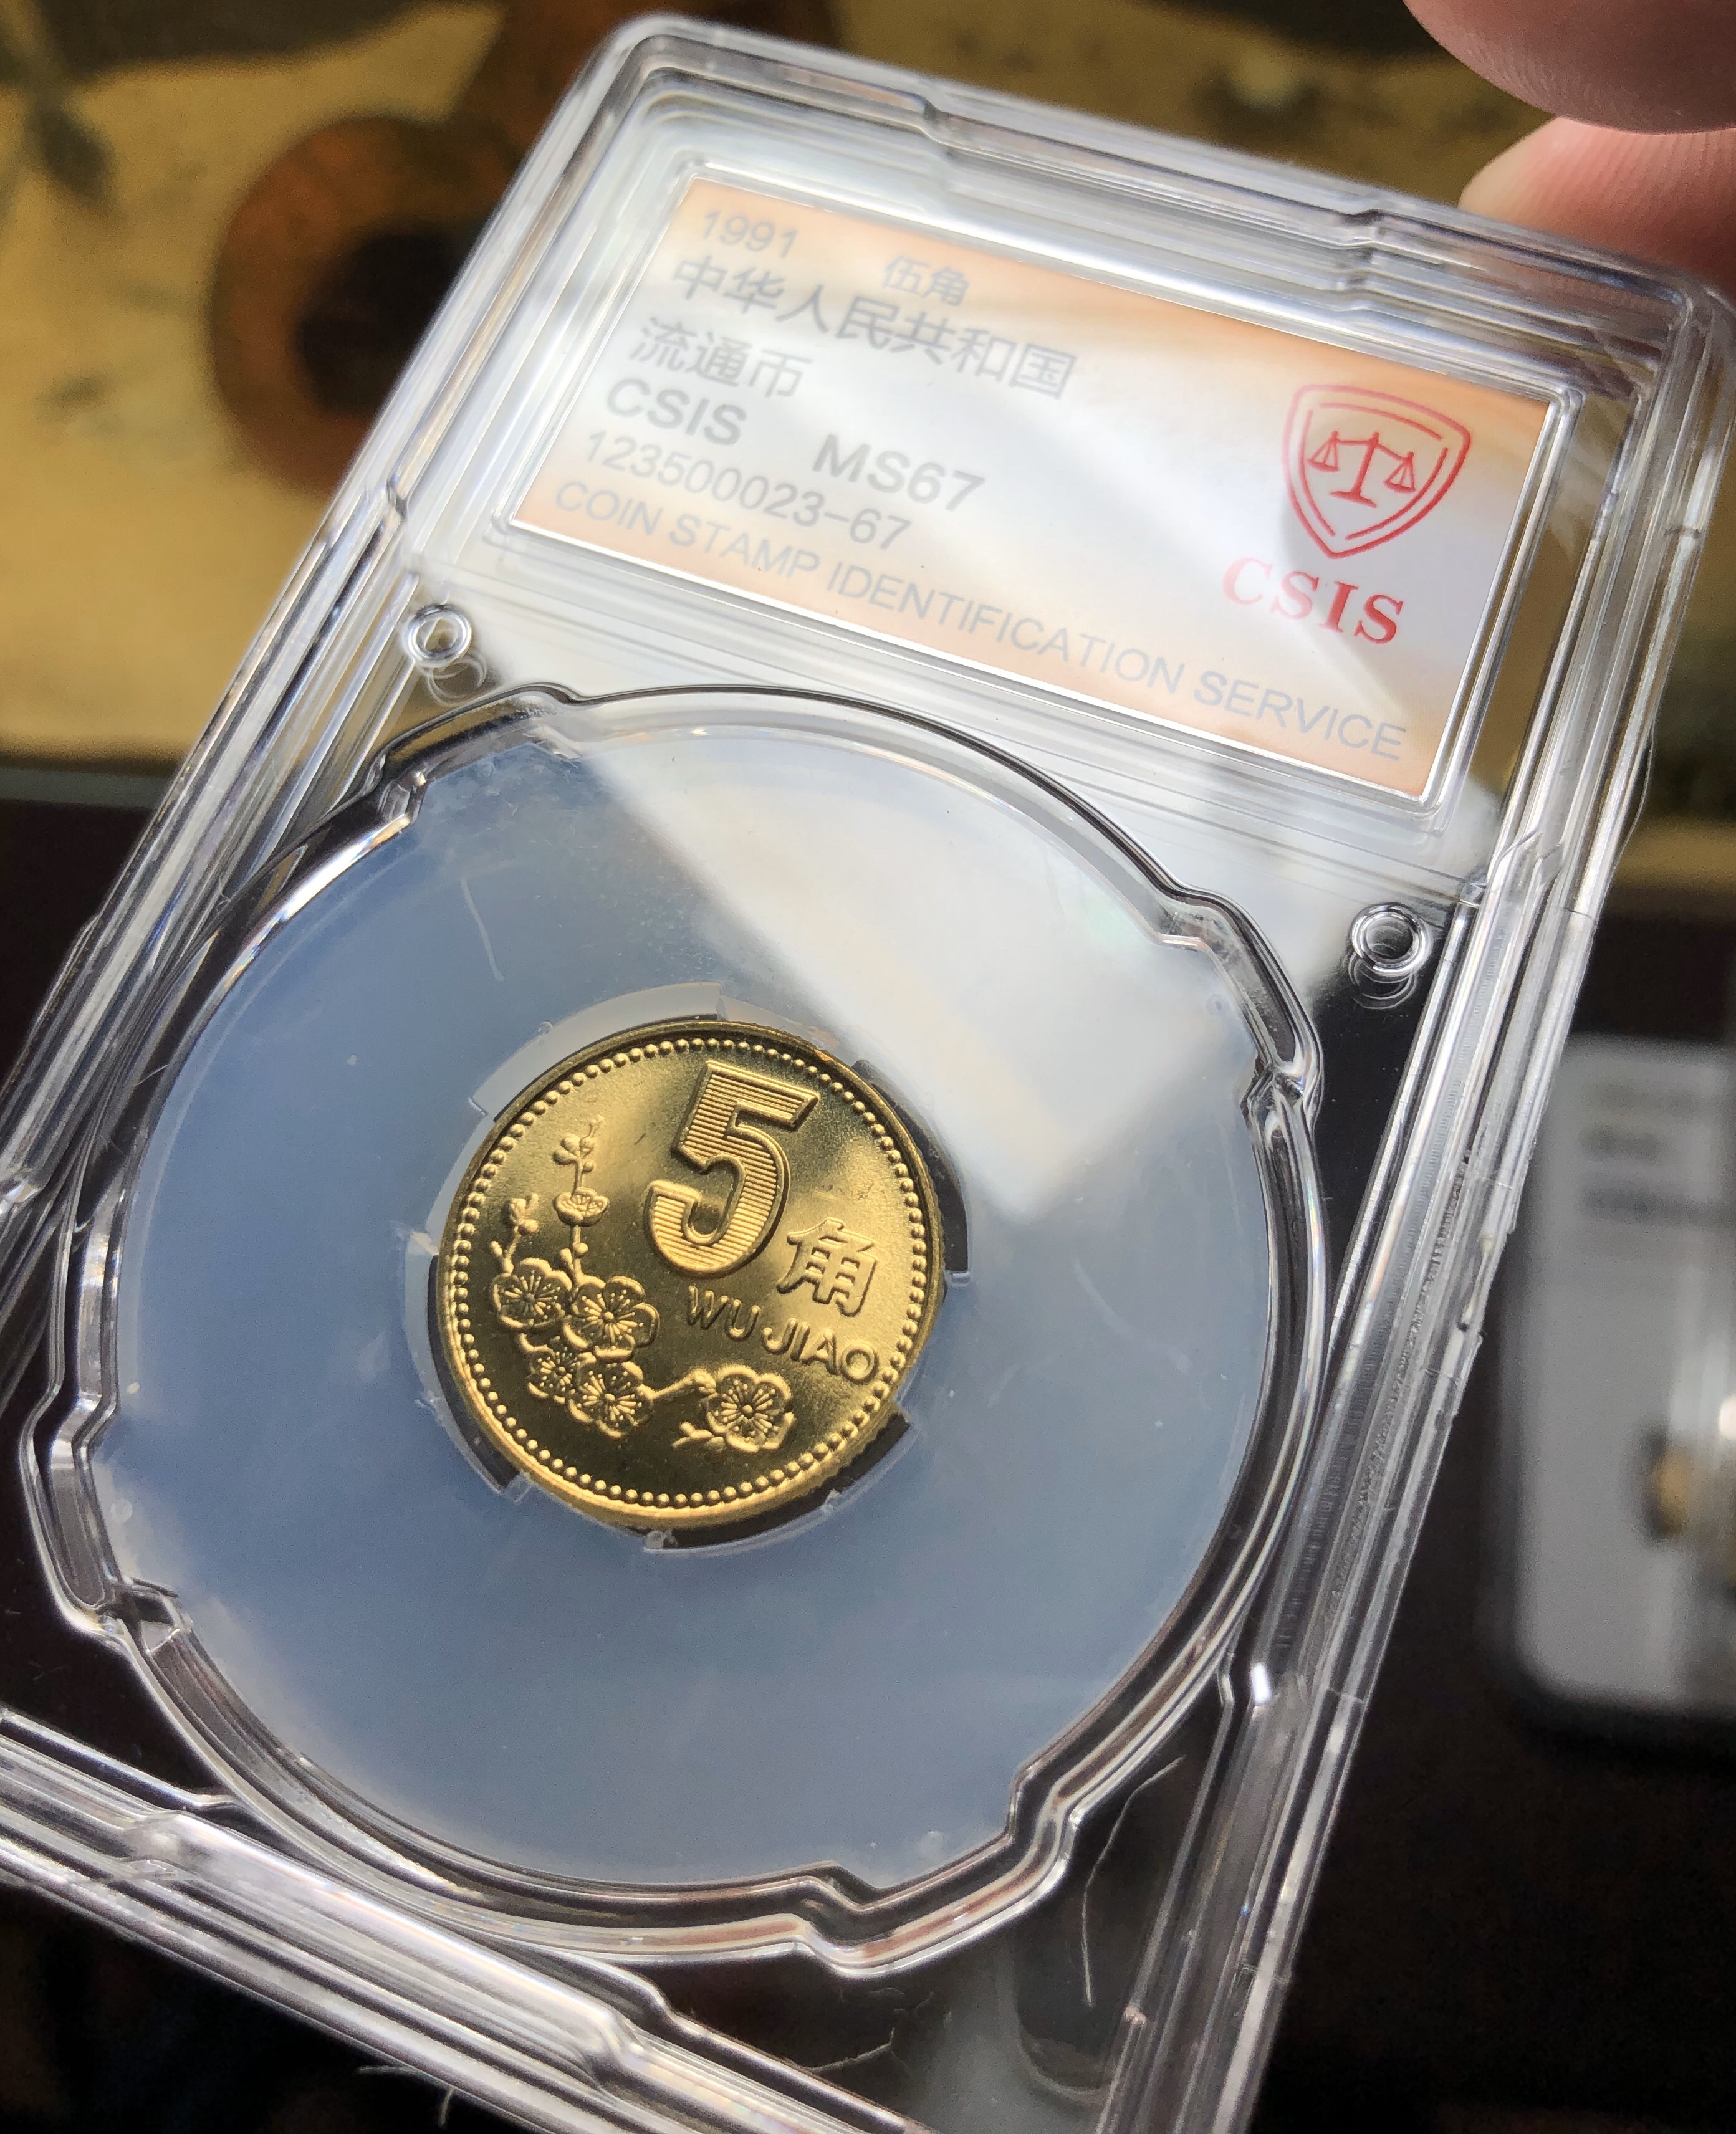 1991 伍角
中华人民共和国
流通币
CSIS MS67
123500023-67
COIN STAMP IDENTIFICATION SERVICE
CSIS
5角
WU JIAO